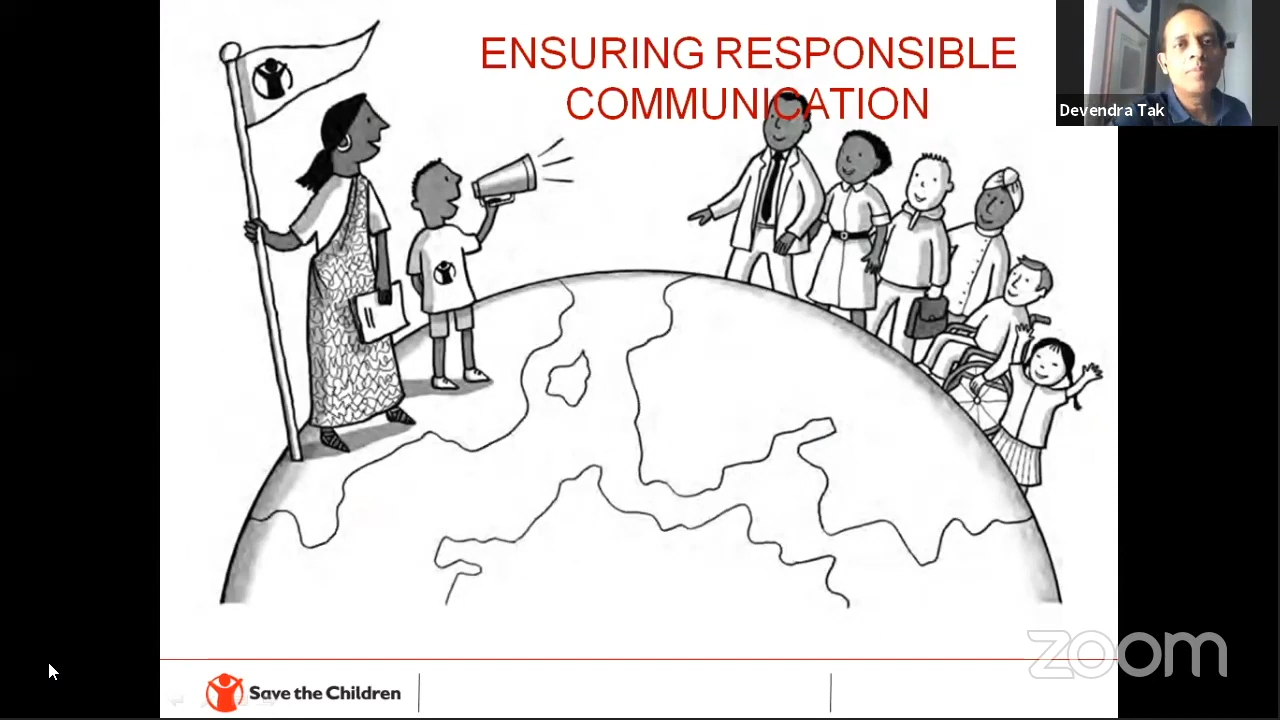 ENSURING RESPONSIBLE
COMMUNICATION
Devendra Tak
zoom
Save the Children